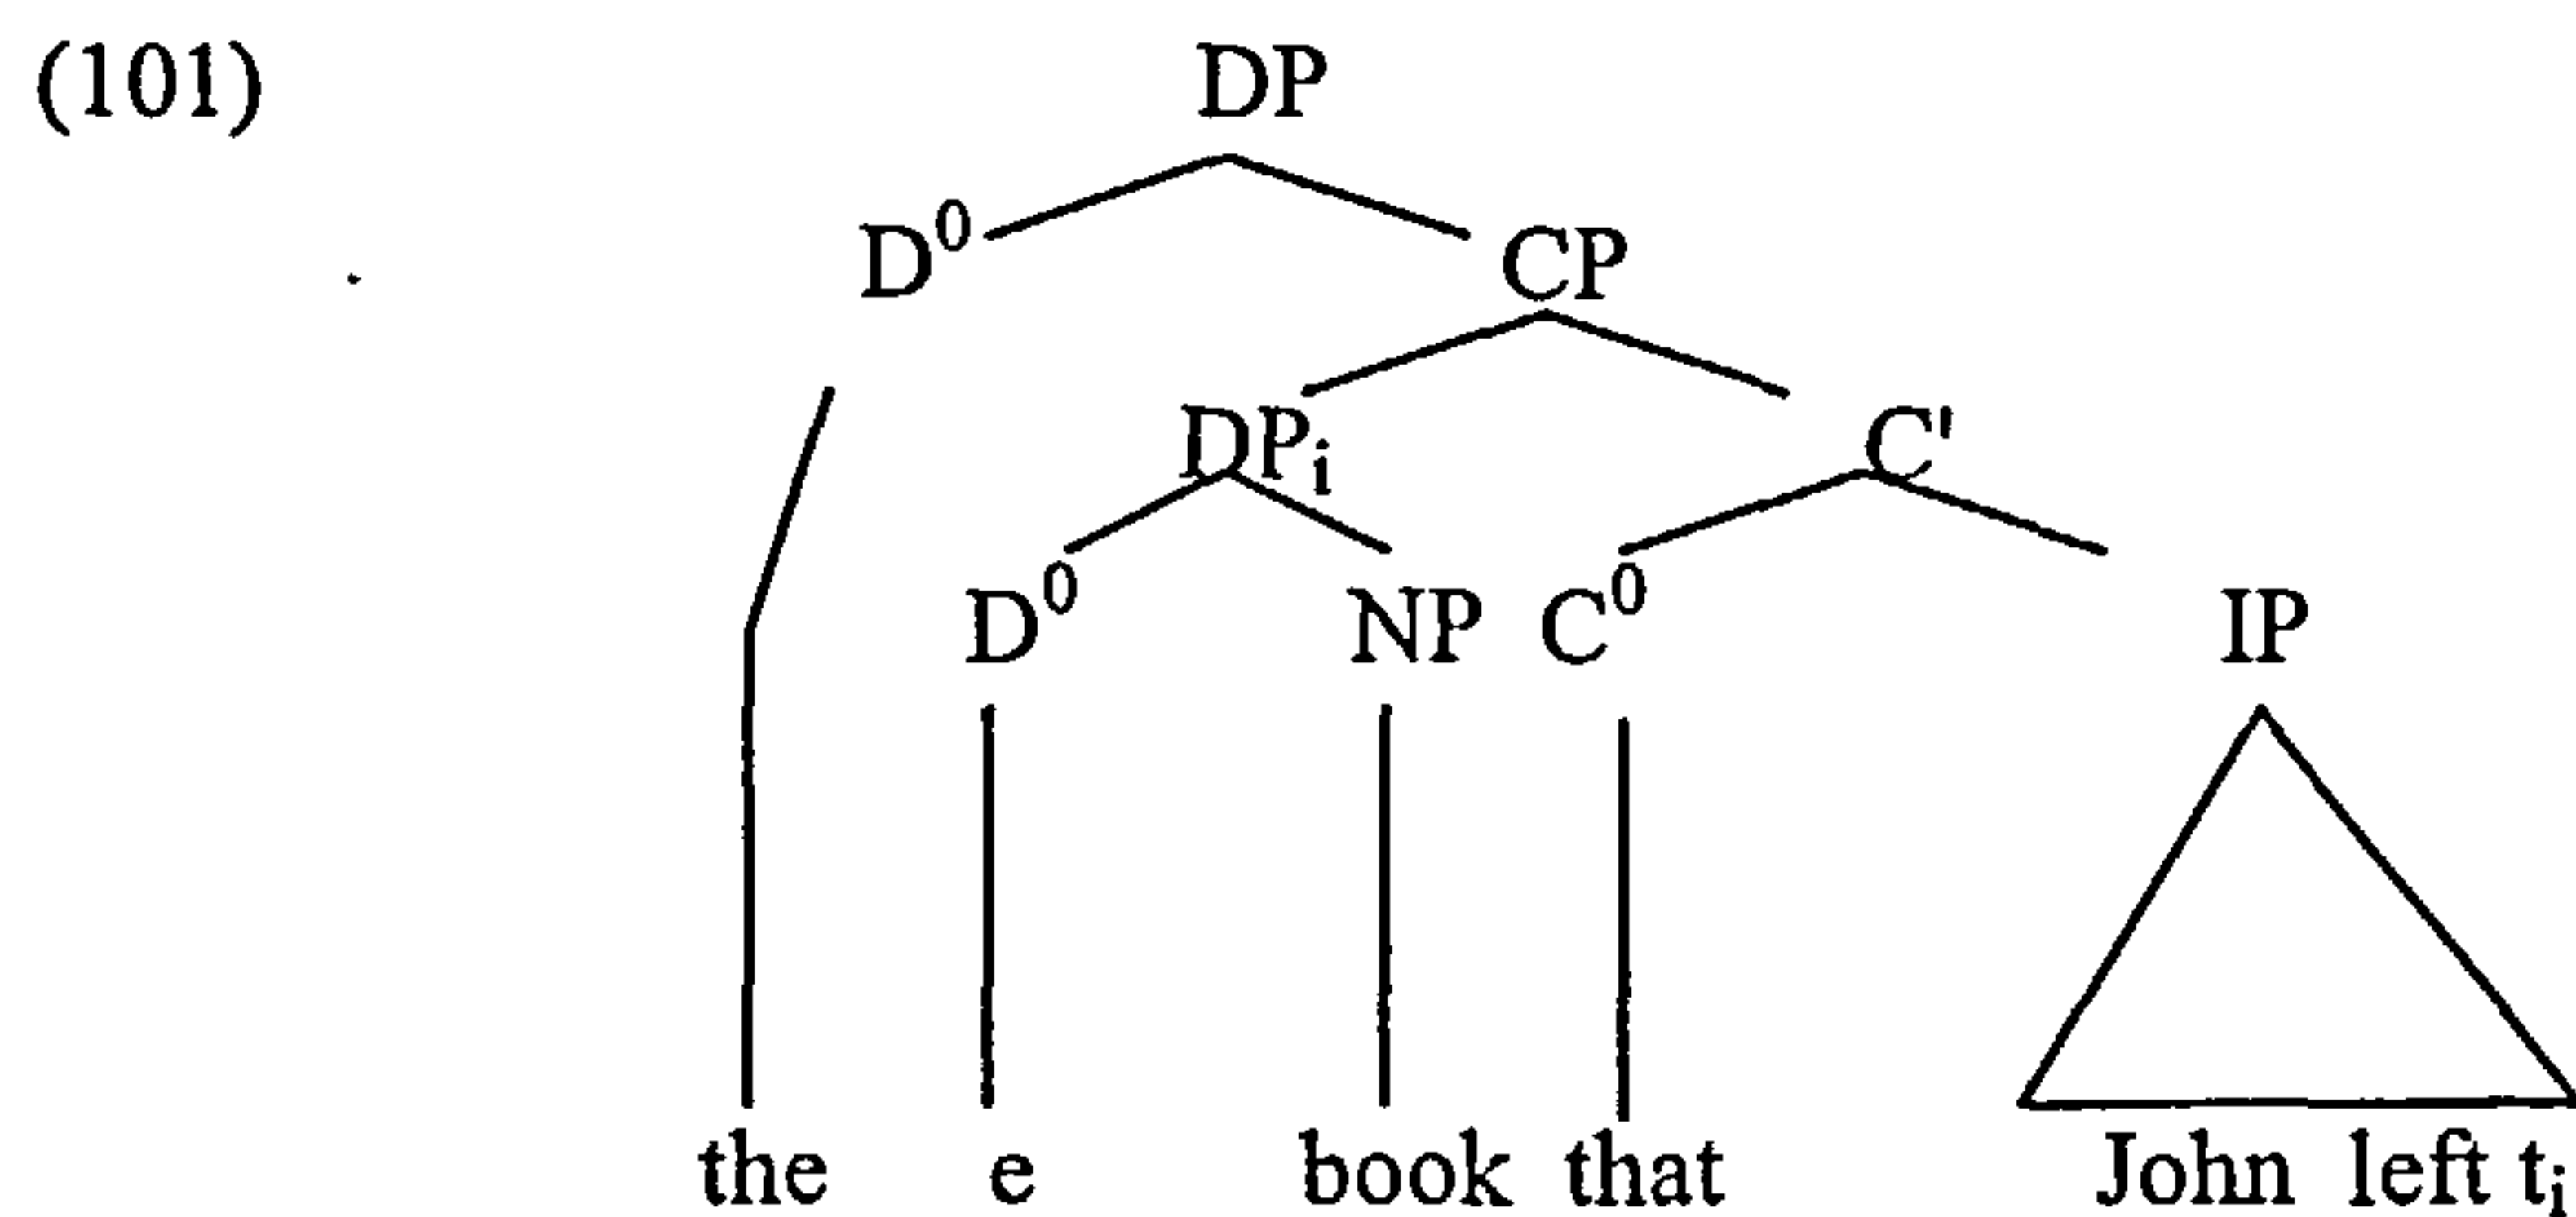 (101) DP
D⁰ CP
DPᵢ C'
D⁰ NP C⁰ IP
the e book that John left tᵢ